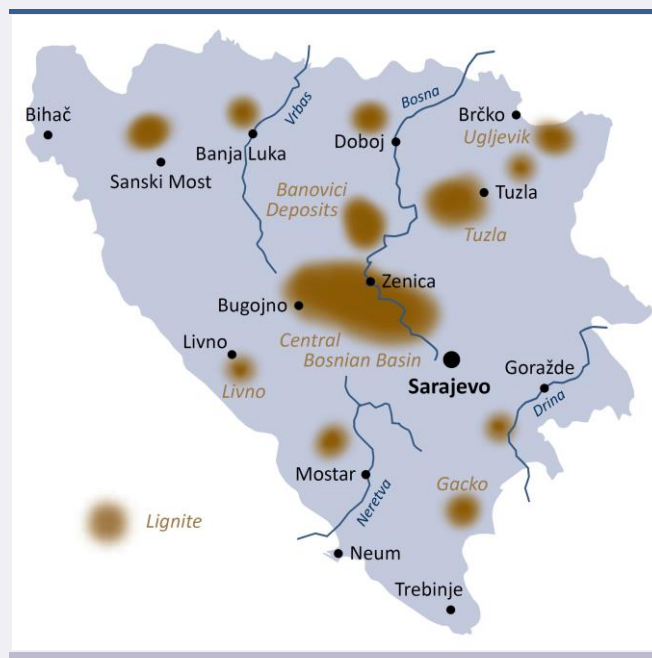 Bihač
Sanski Most
Banja Luka
Vrbas
Doboj
Bosna
Brčko
Ugljevik
Banovici
Deposits
Tuzla
Tuzla
Zenica
Bugojno
Central
Bosnian Basin
Livno
Livno
Sarajevo
Goražde
Drina
Mostar
Neretva
Gacko
Lignite
Neum
Trebinje